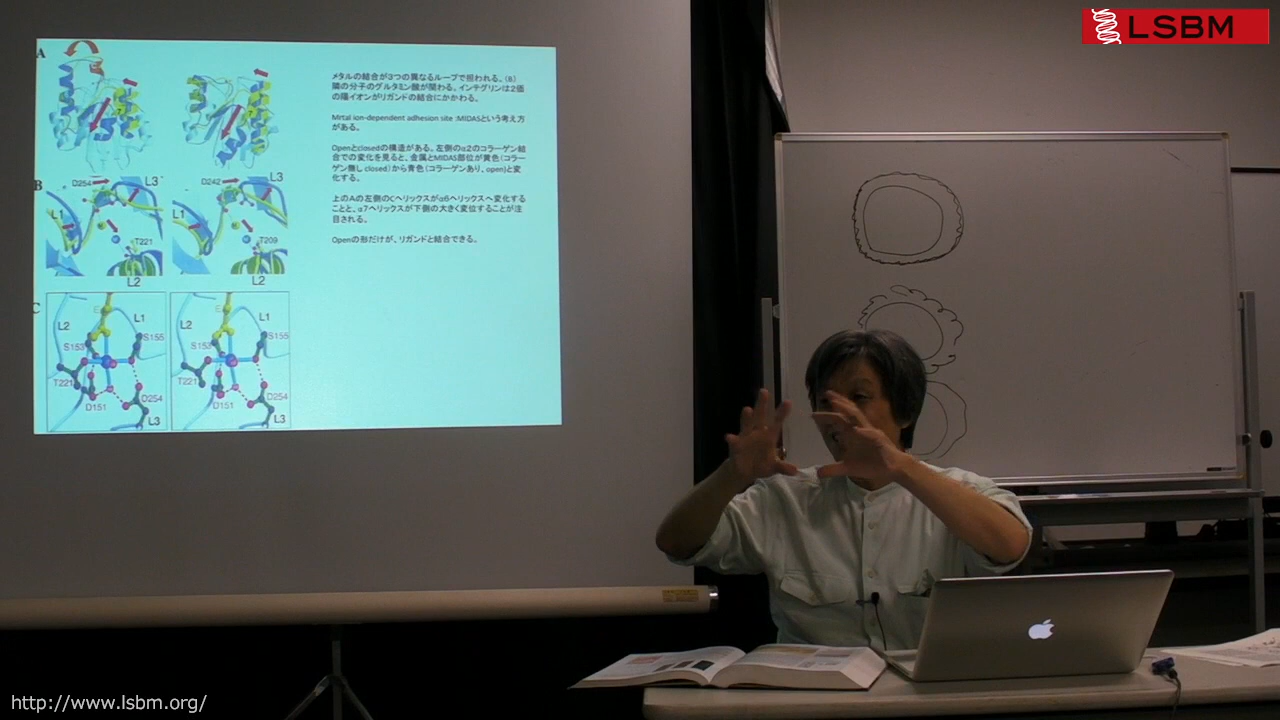 LSBM
A
メタルの結合が3つの異なるループで担われる。(8)
隣の分子のグルタミン酸が関わる。インテグリンは2価
の陽イオンがリガンドの結合にかかわる。
Mirtal ion-dependent adhesion site :MIDASという考え方
がある。
Openとclosedの構造がある。左側のα2のコラーゲン結
合での変化を見ると、金属とMIDAS部位が黄色(コラー
ゲン無し closed)から青色(コラーゲンあり、open)と変
化する。
上のAの左側のCヘリックスがα6ヘリックスへ変化する
ことと、α7ヘリックスが下側の大きく変位することが注
目される。
Openの形だけが、リガンドと結合できる。
B
D254 L3
L1
T221
L2
D242 L3
L1
T209
L2
C
L2 L1
S153 S155
T221
D151 D254
L3
L2 L1
S153 S155
T221
D151 D254
L3
http://www.lsbm.org/